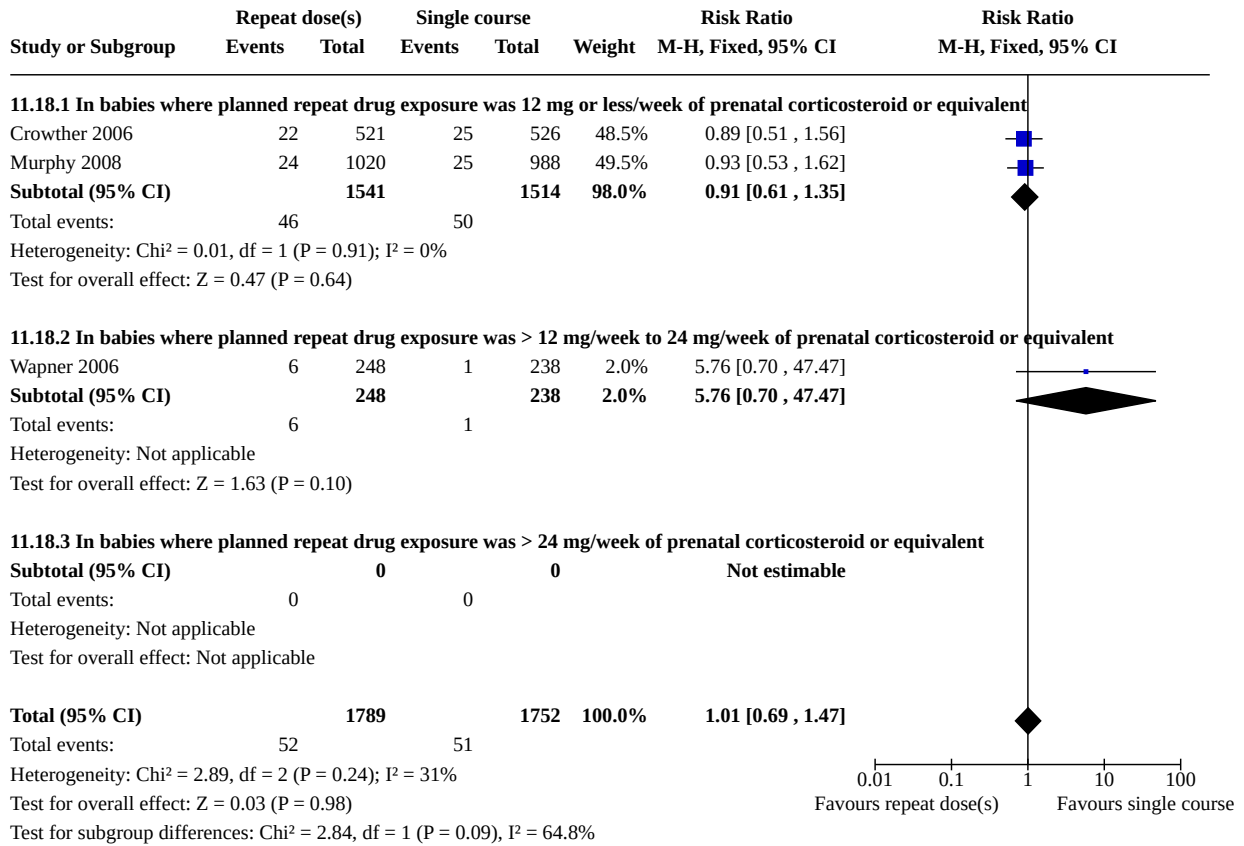 Repeat dose(s) Single course Risk Ratio Risk Ratio
Study or Subgroup Events Total Events Total Weight M-H, Fixed, 95% CI M-H, Fixed, 95% CI
11.18.1 In babies where planned repeat drug exposure was 12 mg or less/week of prenatal corticosteroid or equivalent
Crowther 2006 22 521 25 526 48.5% 0.89 [0.51 , 1.56]
Murphy 2008 24 1020 25 988 49.5% 0.93 [0.53 , 1.62]
Subtotal (95% CI) 1541 1514 98.0% 0.91 [0.61 , 1.35]
Total events: 46 50
Heterogeneity: Chi² = 0.01, df = 1 (P = 0.91); I² = 0%
Test for overall effect: Z = 0.47 (P = 0.64)
11.18.2 In babies where planned repeat drug exposure was > 12 mg/week to 24 mg/week of prenatal corticosteroid or equivalent
Wapner 2006 6 248 1 238 2.0% 5.76 [0.70 , 47.47]
Subtotal (95% CI) 248 238 2.0% 5.76 [0.70 , 47.47]
Total events: 6 1
Heterogeneity: Not applicable
Test for overall effect: Z = 1.63 (P = 0.10)
11.18.3 In babies where planned repeat drug exposure was > 24 mg/week of prenatal corticosteroid or equivalent
Subtotal (95% CI) 0 0 Not estimable
Total events: 0 0
Heterogeneity: Not applicable
Test for overall effect: Not applicable
Total (95% CI) 1789 1752 100.0% 1.01 [0.69 , 1.47]
Total events: 52 51
Heterogeneity: Chi² = 2.89, df = 2 (P = 0.24); I² = 31% 0.01 0.1 1 10 100
Test for overall effect: Z = 0.03 (P = 0.98) Favours repeat dose(s) Favours single course
Test for subgroup differences: Chi² = 2.84, df = 1 (P = 0.09), I² = 64.8%